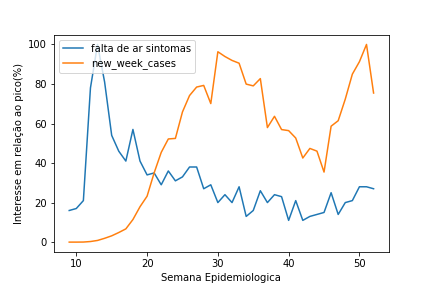 falta de ar sintomas
new_week_cases
Interesse em relação ao pico(%)
100
80
60
40
20
0
10
20
30
40
50
Semana Epidemiologica